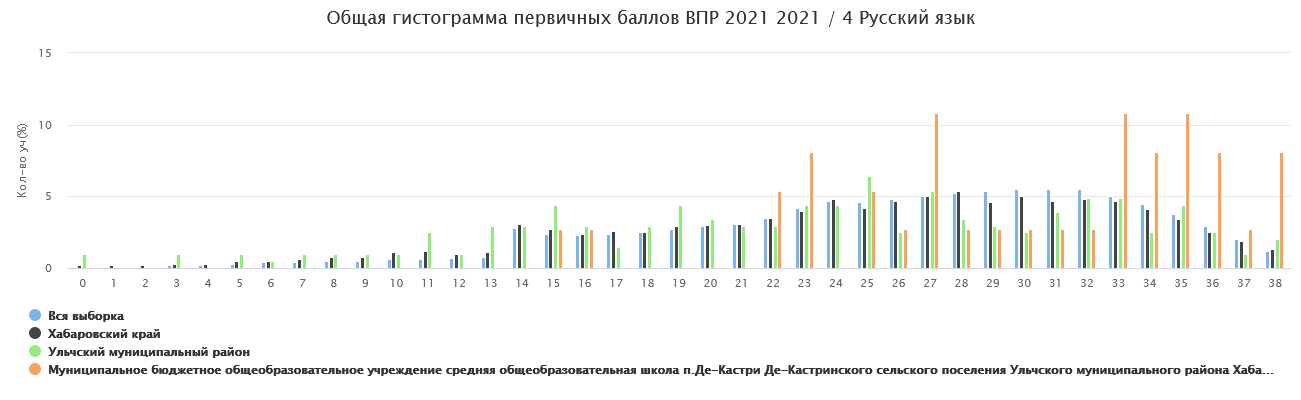 Общая гистограмма первичных баллов ВПР 2021 2021 / 4 Русский язык
15
10
5
0
Кол-во уч(%)
0 1 2 3 4 5 6 7 8 9 10 11 12 13 14 15 16 17 18 19 20 21 22 23 24 25 26 27 28 29 30 31 32 33 34 35 36 37 38
Вся выборка
Хабаровский край
Ульчский муниципальный район
Муниципальное бюджетное общеобразовательное учреждение средняя общеобразовательная школа п.Де-Кастри Де-Кастринского сельского поселения Ульчского муниципального района Хаба...